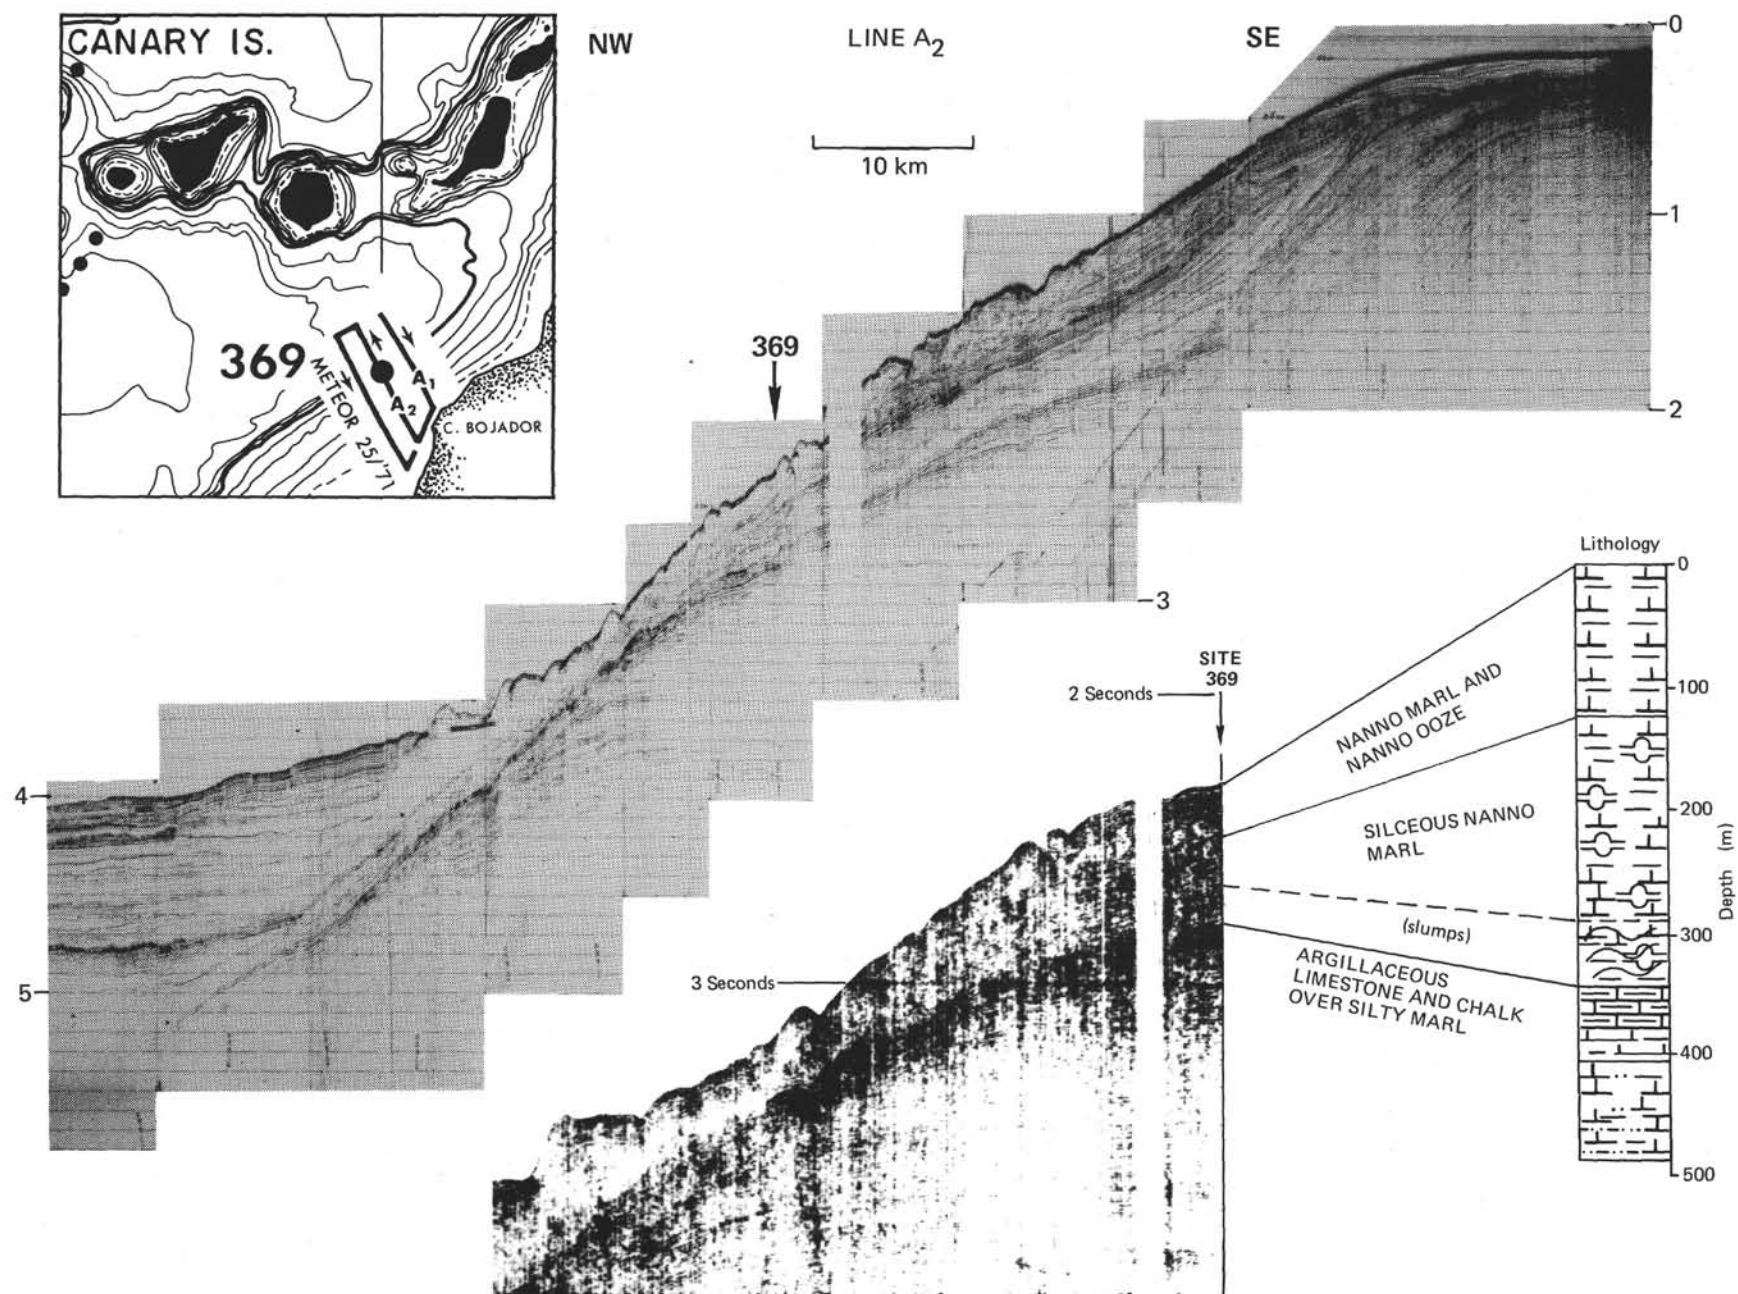 CANARY IS.
369
METEOR 25/'71
A1
A2
C. BOJADOR
NW
LINE A2
SE
10 km
369
0
1
2
3
4
5
SITE
369
2 Seconds
3 Seconds
NANNO MARL AND
NANNO OOZE
SILCEOUS NANNO
MARL
(slumps)
ARGILLACEOUS
LIMESTONE AND CHALK
OVER SILTY MARL
Lithology
0
100
200
300
400
500
Depth (m)